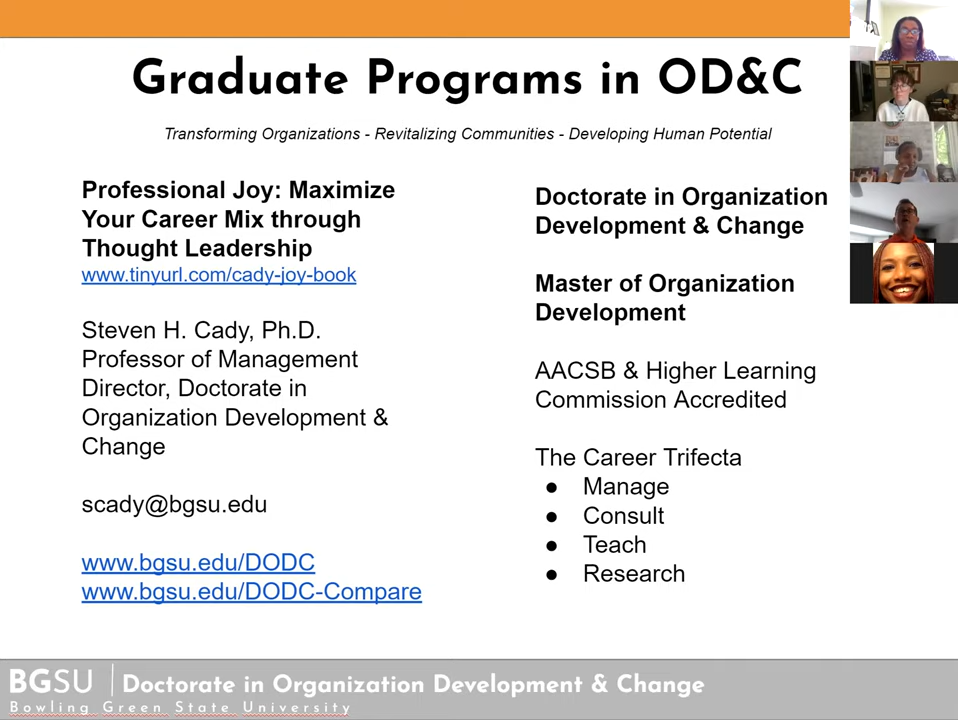 Graduate Programs in OD&C
Transforming Organizations - Revitalizing Communities - Developing Human Potential
Professional Joy: Maximize
Your Career Mix through
Thought Leadership
www.tinyurl.com/cady-joy-book
Steven H. Cady, Ph.D.
Professor of Management
Director, Doctorate in
Organization Development &
Change
scady@bgsu.edu
www.bgsu.edu/DODC
www.bgsu.edu/DODC-Compare
Doctorate in Organization
Development & Change
Master of Organization
Development
AACSB & Higher Learning
Commission Accredited
The Career Trifecta
● Manage
● Consult
● Teach
● Research
BGSU | Doctorate in Organization Development & Change
Bowling Green State University